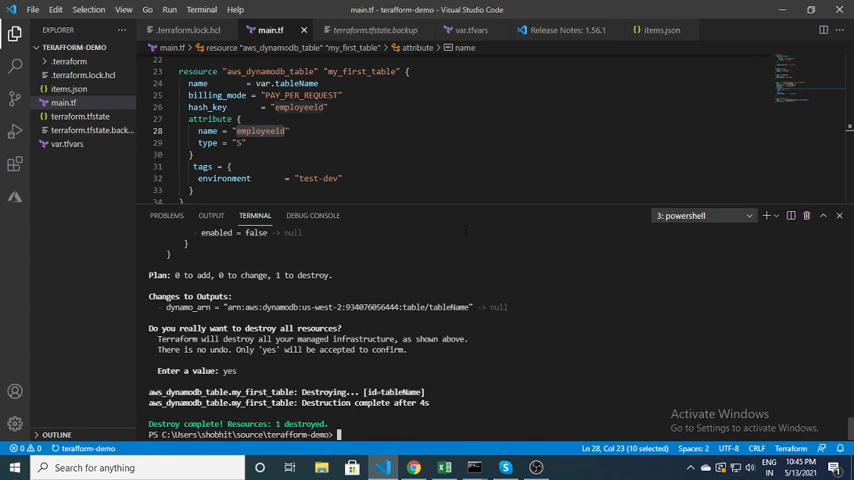 File Edit Selection View Go Run Terminal Help main.tf - terafform-demo - Visual Studio Code
EXPLORER ... .terraform.lock.hcl main.tf terraform.tfstate.backup var.tfvars Release Notes: 1.56.1 items.json
TERAFFORM-DEMO main.tf > resource "aws_dynamodb_table" "my_first_table" > attribute > name
.terraform
.terraform.lock.hcl
items.json
main.tf
terraform.tfstate
terraform.tfstate.back...
var.tfvars
22
23 resource "aws_dynamodb_table" "my_first_table" {
24 name = var.tableName
25 billing_mode = "PAY_PER_REQUEST"
26 hash_key = "employeeid"
27 attribute {
28 name = "employeeid"
29 type = "S"
30 }
31 tags = {
32 environment = "test-dev"
33 }
34 }
PROBLEMS OUTPUT TERMINAL DEBUG CONSOLE 3: powershell
- enabled = false -> null
}
}
Plan: 0 to add, 0 to change, 1 to destroy.
Changes to Outputs:
- dynamo_arn = "arn:aws:dynamodb:us-west-2:934076056444:table/tableName" -> null
Do you really want to destroy all resources?
Terraform will destroy all your managed infrastructure, as shown above.
There is no undo. Only 'yes' will be accepted to confirm.
Enter a value: yes
aws_dynamodb_table.my_first_table: Destroying... [id=tableName]
aws_dynamodb_table.my_first_table: Destruction complete after 4s
Destroy complete! Resources: 1 destroyed.
PS C:\Users\shobhit\source\terafform-demo>
Activate Windows
Go to Settings to activate Windows.
OUTLINE
0 0 terafform-demo Ln 28, Col 23 (10 selected) Spaces: 2 UTF-8 CRLF Terraform
Type here to search
ENG
IN
10:45 PM
5/13/2021